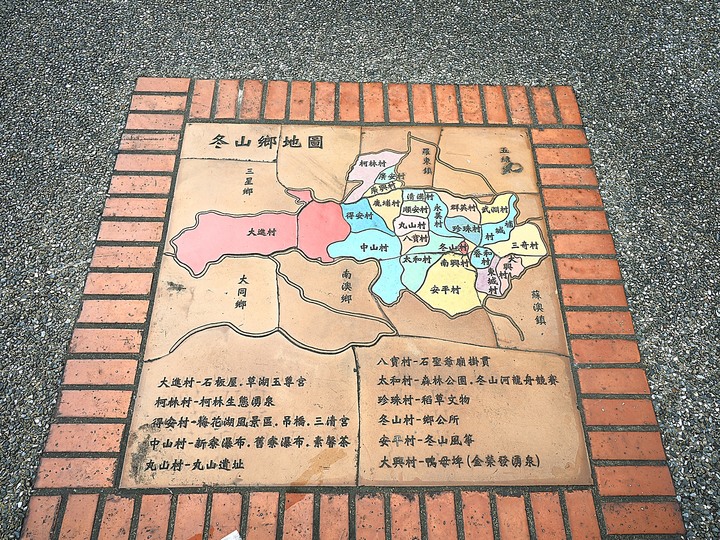 冬山鄉地圖
三星鄉
羅東鎮
五結鄉
柯林村
廣安村
廣興村
鹿埔村
清溝村
順安村
永美村
群英村
武淵村
補城村
得安村
丸山村
珍珠村
大進村
八寶村
中山村
冬山村
三奇村
太和村
南興村
香和村
大興村
東城村
安平村
大同鄉
南澳鄉
蘇澳鎮
大進村-石板屋.草湖玉尊宮
柯林村-柯林生態湧泉
得安村-梅花湖風景區.吊橋.三清宮
中山村-新寮瀑布.舊寮瀑布.素馨茶
丸山村-丸山遺址
八寶村-石聖爺廟掛貫
太和村-森林公園.冬山河龍舟競賽
珍珠村-稻草文物
冬山村-鄉公所
安平村-冬山風箏
大興村-鴨母埤(金榮發湧泉)